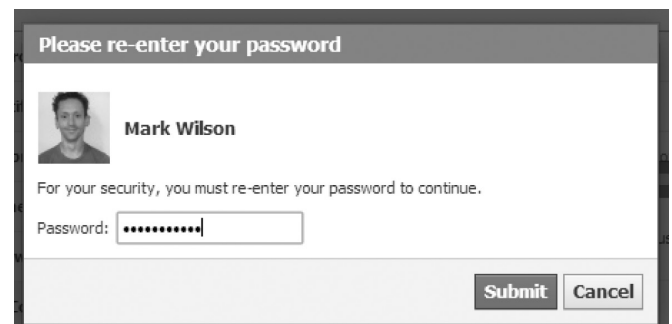 Please re-enter your password
Mark Wilson
For your security, you must re-enter your password to continue.
Password: •••••••••••
Submit Cancel